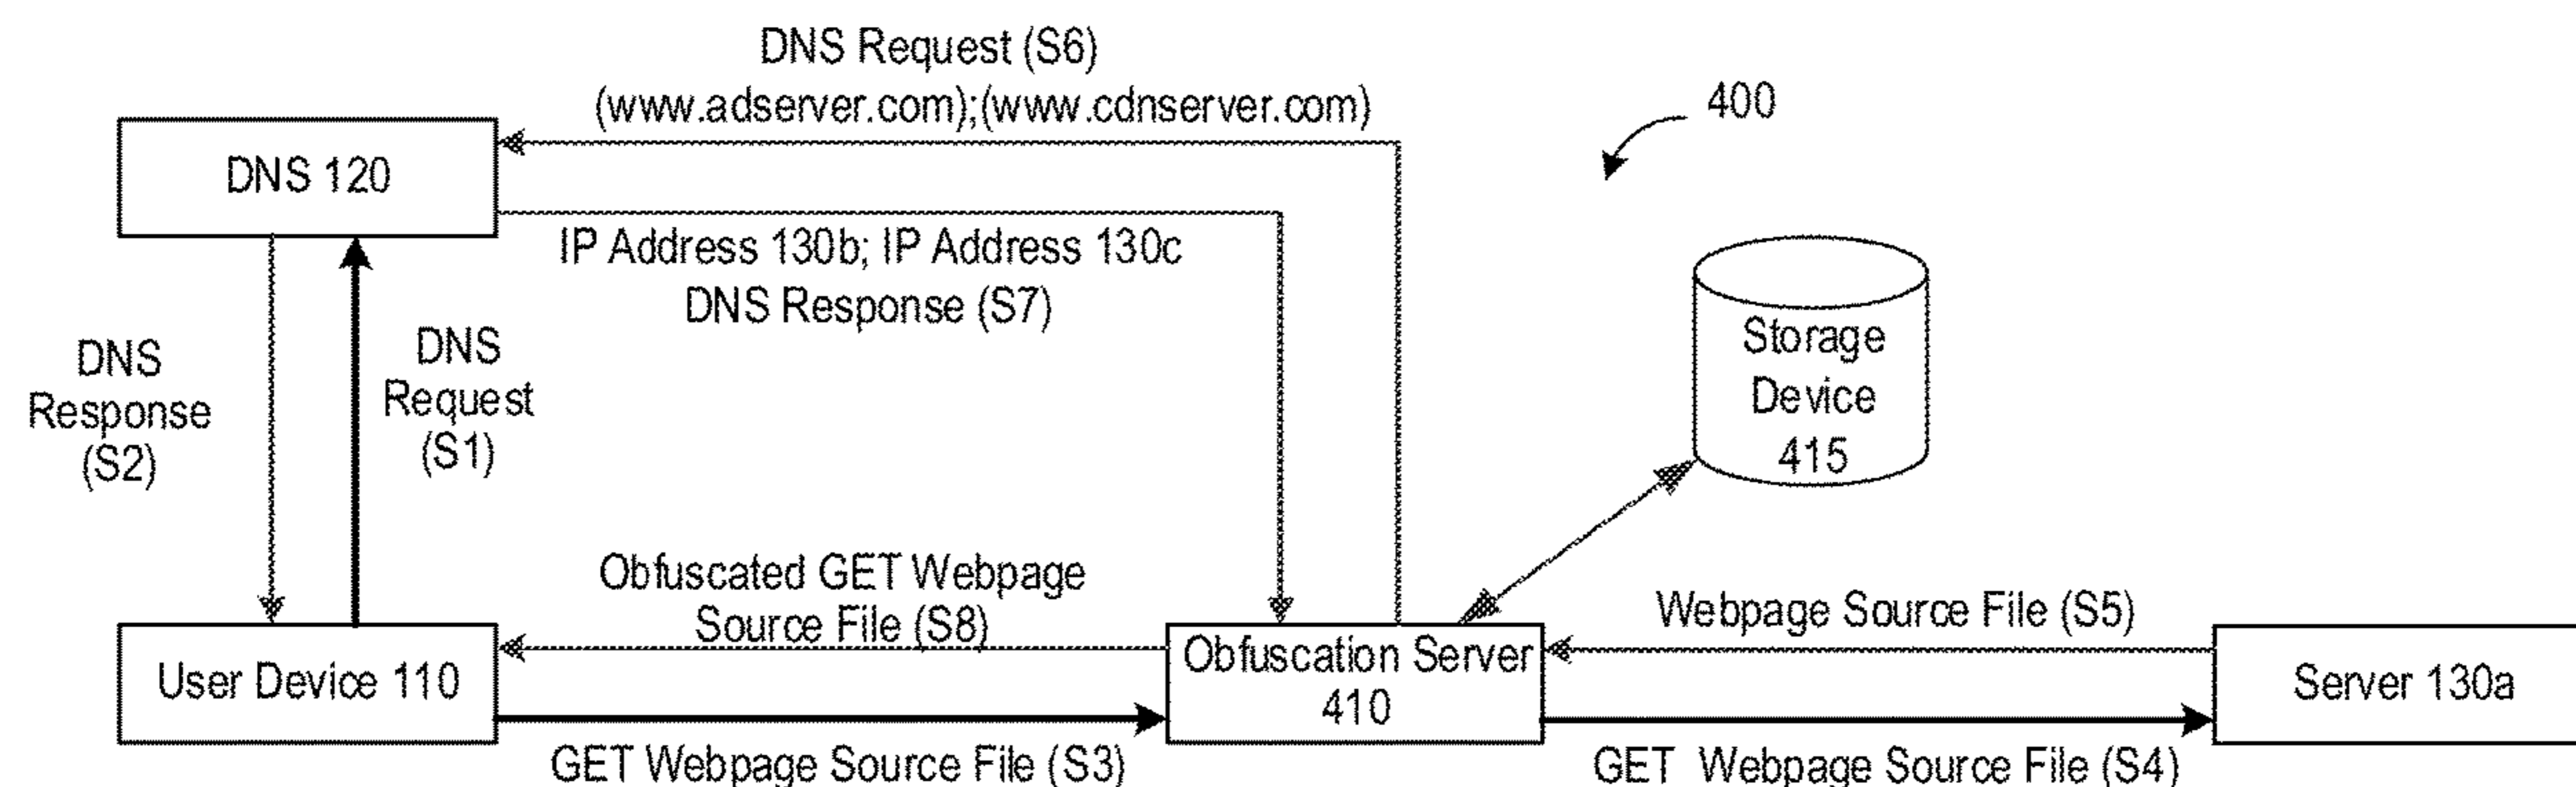 DNS Request (S6)
(www.adserver.com);(www.cdnserver.com)
400
DNS 120
IP Address 130b; IP Address 130c
DNS Response (S7)
DNS
Response
(S2)
DNS
Request
(S1)
Storage
Device
415
Obfuscated GET Webpage
Source File (S8)
Webpage Source File (S5)
User Device 110
Obfuscation Server
410
Server 130a
GET Webpage Source File (S3)
GET Webpage Source File (S4)